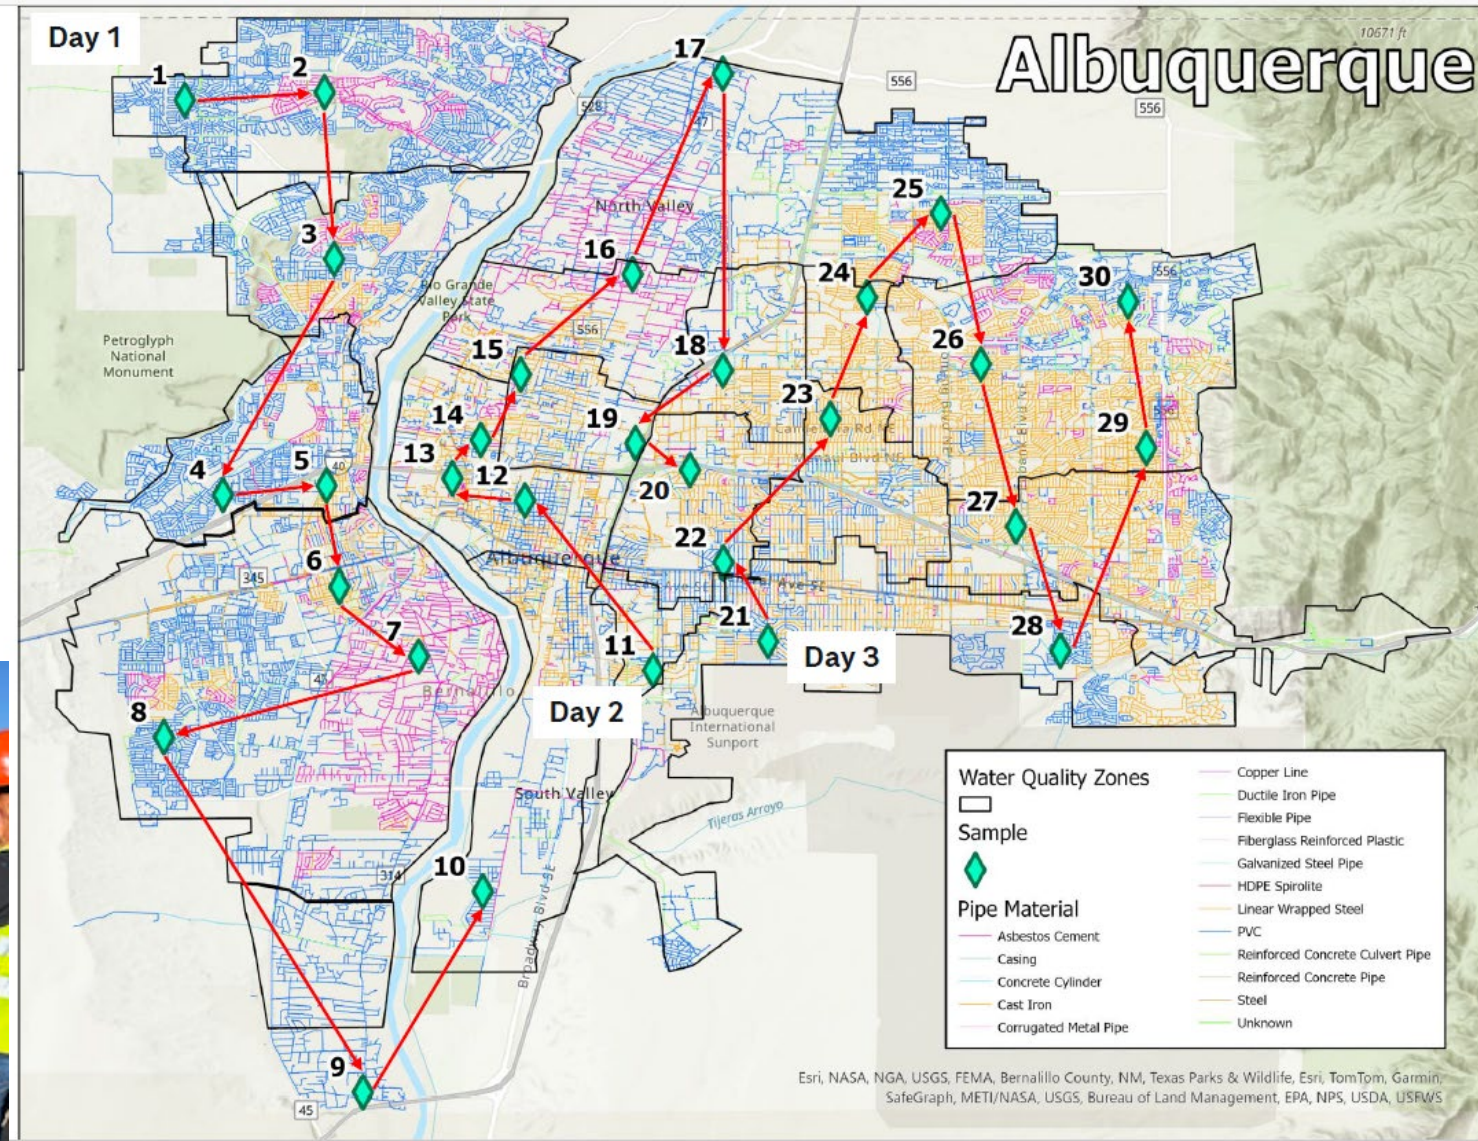 Day 1
Albuquerque
10671 ft
556
556
1
2
17
528
47
25
North Valley
3
16
24
30
556
Rio Grande
Valley State
Park
556
Petroglyph
National
Monument
15
18
26
23
14
19
29
13
12
4
5
40
20
27
22
Albuquerque
6
345
21
28
7
11
Day 3
Bernalillo
8
Day 2
Albuquerque
International
Sunport
South Valley
Tijeras Arroyo
10
314
Broadway Blvd SE
9
45
Water Quality Zones
Sample
Pipe Material
Asbestos Cement
Casing
Concrete Cylinder
Cast Iron
Corrugated Metal Pipe
Copper Line
Ductile Iron Pipe
Flexible Pipe
Fiberglass Reinforced Plastic
Galvanized Steel Pipe
HDPE Spirolite
Linear Wrapped Steel
PVC
Reinforced Concrete Culvert Pipe
Reinforced Concrete Pipe
Steel
Unknown
Esri, NASA, NGA, USGS, FEMA, Bernalillo County, NM, Texas Parks & Wildlife, Esri, TomTom, Garmin,
SafeGraph, METI/NASA, USGS, Bureau of Land Management, EPA, NPS, USDA, USFWS